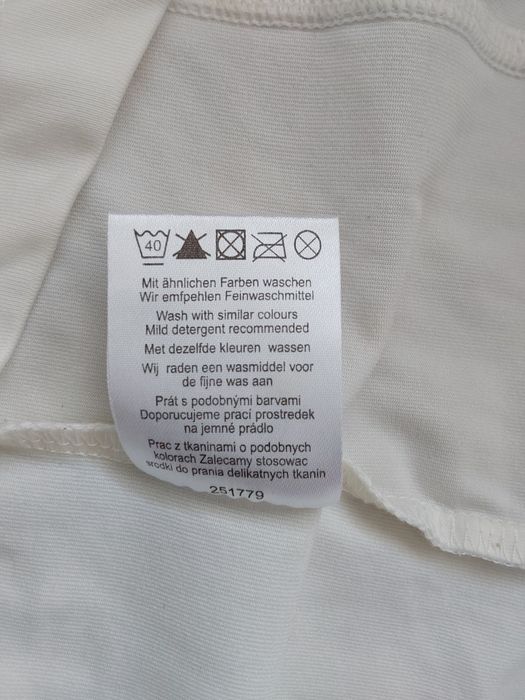 40
Mit ähnlichen Farben waschen
Wir emfpehlen Feinwaschmittel
Wash with similar colours
Mild detergent recommended
Met dezelfde kleuren wassen
Wij raden een wasmiddel voor
de fijne was aan
Prát s podobnými barvami
Doporucujeme prací prostredek
na jemné prádlo
Prac z tkaninami o podobnych
kolorach Zalecamy stosowac
srodki do prania delikatnych tkanin
251779